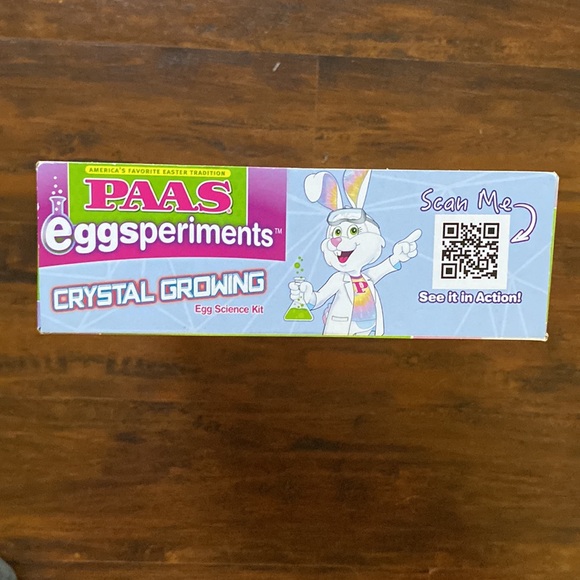 AMERICA'S FAVORITE EASTER TRADITION
PAAS®
eggsperiments™
CRYSTAL GROWING
Egg Science Kit
P
Scan Me
See it in Action!